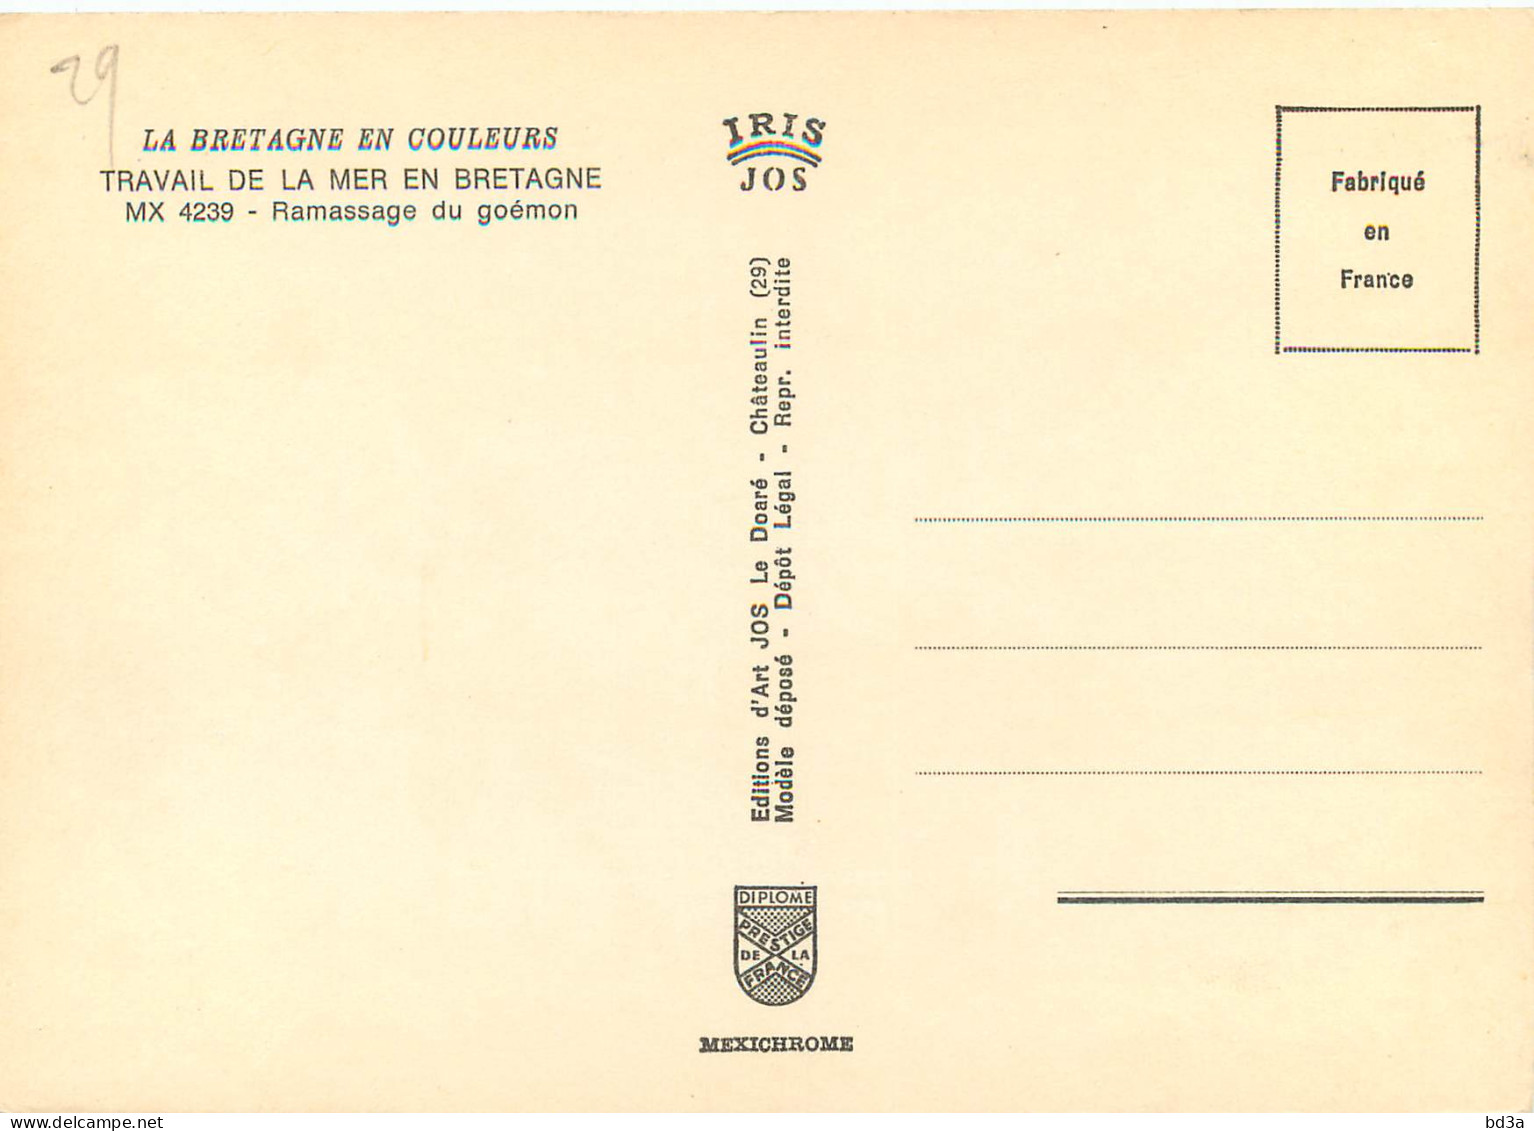 29
LA BRETAGNE EN COULEURS
TRAVAIL DE LA MER EN BRETAGNE
MX 4239 - Ramassage du goémon
IRIS
JOS
Fabriqué
en
France
Editions d'Art JOS Le Doaré - Châteaulin (29)
Modèle déposé - Dépôt Légal - Repr. interdite
DIPLOME
PRESTIGE
DE LA
FRANCE
MEXICHROME
delcampe.net
bd3a